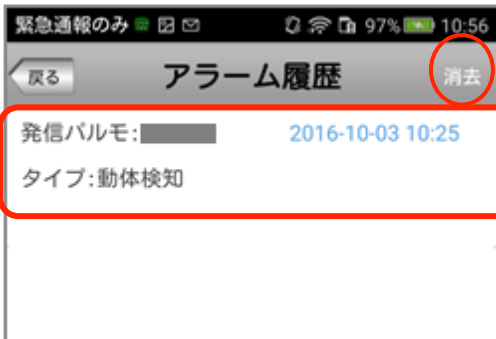 緊急通報のみ 97% 10:56
戻る アラーム履歴 消去
発信パルモ: 2016-10-03 10:25
タイプ:動体検知